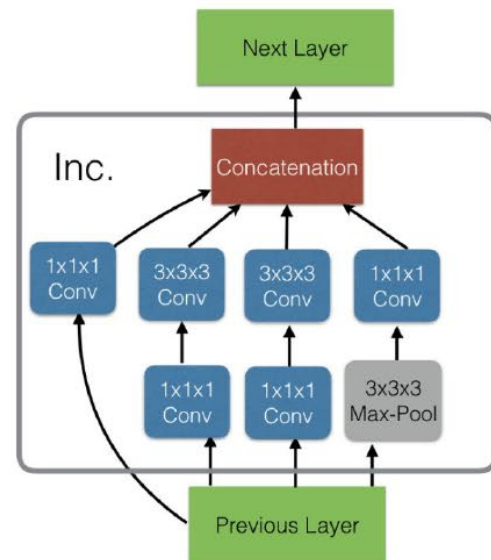 Next Layer
Inc.
Concatenation
1x1x1
Conv
3x3x3
Conv
3x3x3
Conv
1x1x1
Conv
1x1x1
Conv
1x1x1
Conv
3x3x3
Max-Pool
Previous Layer